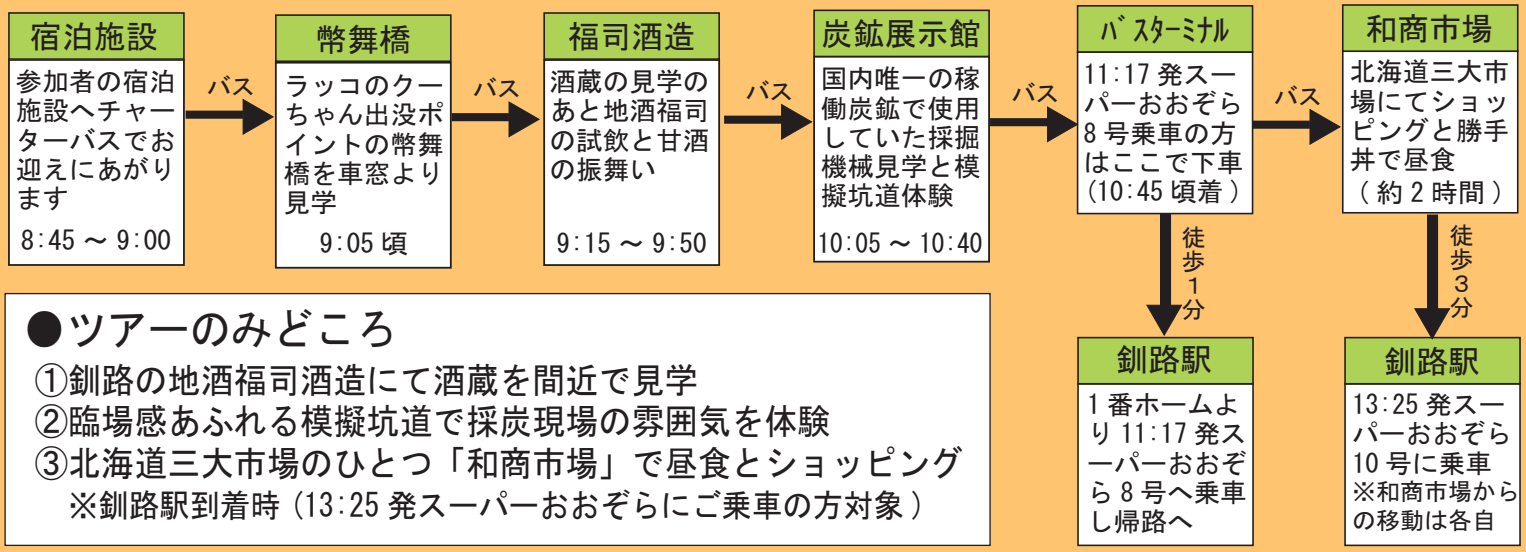 宿泊施設
参加者の宿泊
施設へチャー
ターバスでお
迎えにあがり
ます
8:45 ～ 9:00
バス
幣舞橋
ラッコのクー
ちゃん出没ポ
イントの幣舞
橋を車窓より
見学
9:05 頃
バス
福司酒造
酒蔵の見学の
あと地酒福司
の試飲と甘酒
の振舞い
9:15 ～ 9:50
バス
炭鉱展示館
国内唯一の稼
働炭鉱で使用
していた採掘
機械見学と模
擬坑道体験
10:05 ～ 10:40
バス
ﾊﾞｽﾀｰﾐﾅﾙ
11:17 発スー
パーおおぞら
8 号乗車の方
はここで下車
(10:45 頃着 )
バス
和商市場
北海道三大市
場にてショッ
ピングと勝手
丼で昼食
( 約 2 時間 )
徒歩1分
徒歩3分
釧路駅
1 番ホームよ
り 11:17 発ス
ーパーおおぞ
ら 8 号へ乗車
し帰路へ
釧路駅
13:25 発スー
パーおおぞら
10 号に乗車
※和商市場から
の移動は各自
●ツアーのみどころ
①釧路の地酒福司酒造にて酒蔵を間近で見学
②臨場感あふれる模擬坑道で採炭現場の雰囲気を体験
③北海道三大市場のひとつ「和商市場」で昼食とショッピング
※釧路駅到着時 (13:25 発スーパーおおぞらにご乗車の方対象 )